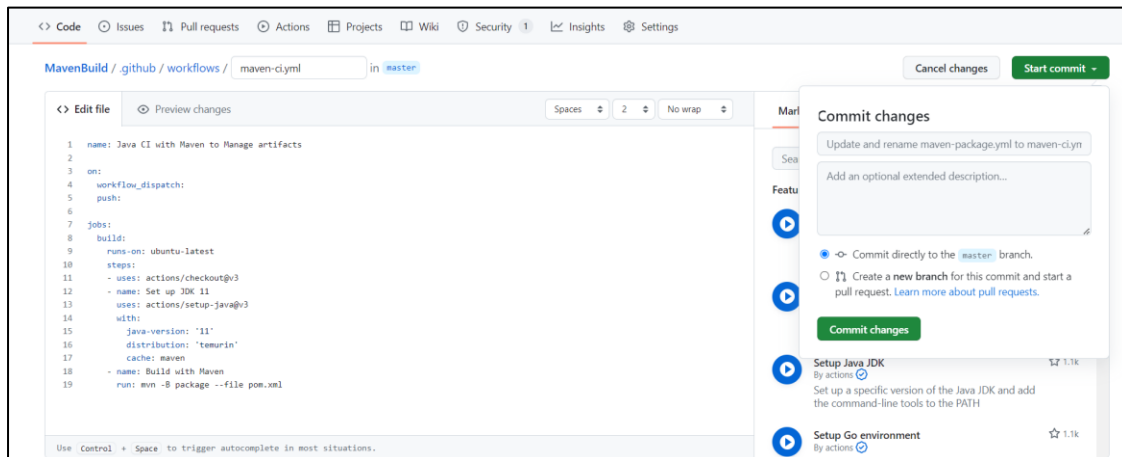 Code Issues Pull requests Actions Projects Wiki Security 1 Insights Settings
MavenBuild / .github / workflows / maven-ci.yml in master
Cancel changes Start commit
Edit file Preview changes Spaces 2 No wrap
1 name: Java CI with Maven to Manage artifacts
2
3 on:
4 workflow_dispatch:
5 push:
6
7 jobs:
8 build:
9 runs-on: ubuntu-latest
10 steps:
11 - uses: actions/checkout@v3
12 - name: Set up JDK 11
13 uses: actions/setup-java@v3
14 with:
15 java-version: '11'
16 distribution: 'temurin'
17 cache: maven
18 - name: Build with Maven
19 run: mvn -B package --file pom.xml
Use Control + Space to trigger autocomplete in most situations.
Mar
Sea
Featu
Commit changes
Update and rename maven-package.yml to maven-ci.yn
Add an optional extended description...
Commit directly to the master branch.
Create a new branch for this commit and start a
pull request. Learn more about pull requests.
Commit changes
Setup Java JDK 1.1k
By actions
Set up a specific version of the Java JDK and add
the command-line tools to the PATH
Setup Go environment 1.1k
By actions